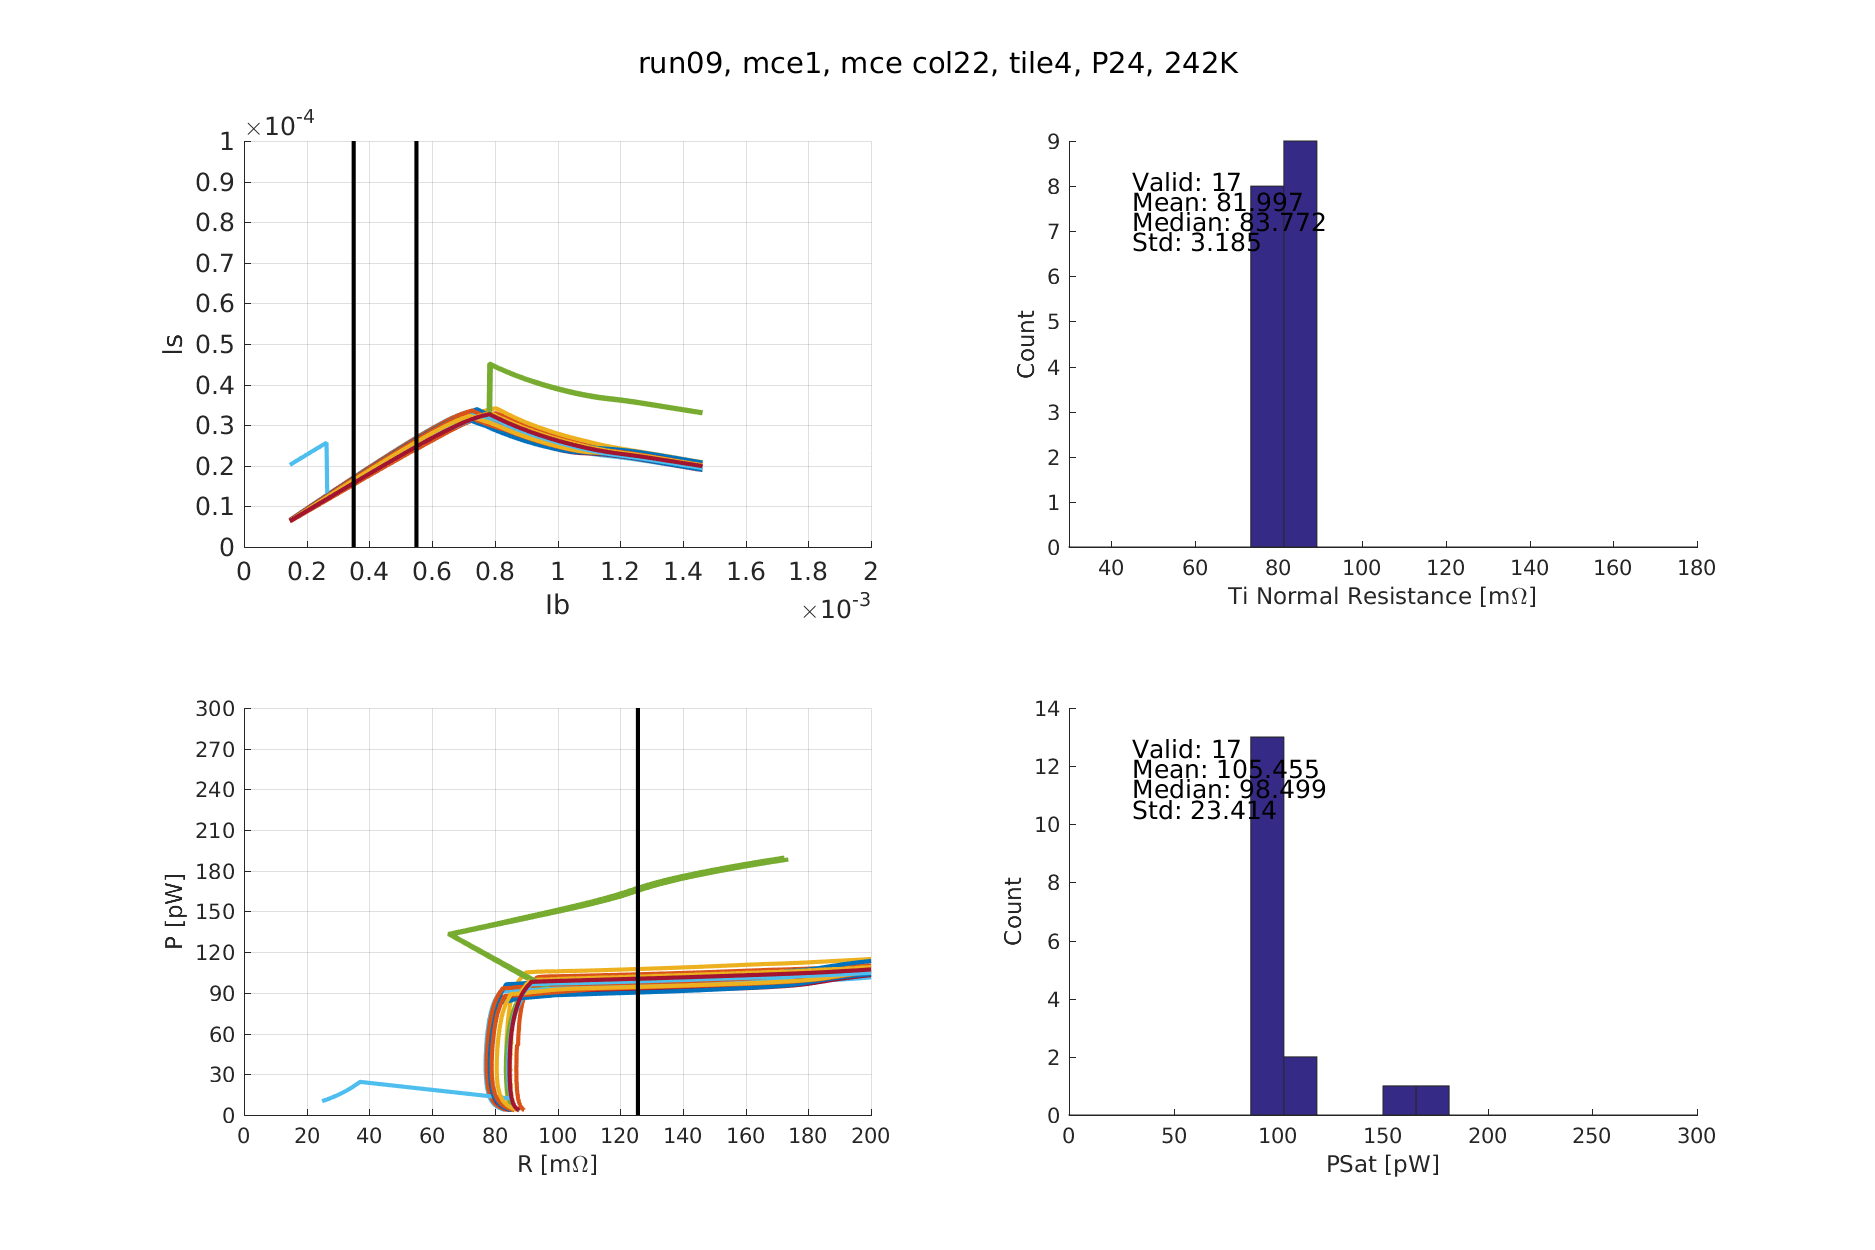 run09, mce1, mce col22, tile4, P24, 242K
×10-4
1
0.9
0.8
0.7
0.6
0.5
0.4
0.3
0.2
0.1
0
Is
0 0.2 0.4 0.6 0.8 1 1.2 1.4 1.6 1.8 2
Ib
×10-3
9
8
7
6
5
4
3
2
1
0
Count
Valid: 17
Mean: 81.997
Median: 83.772
Std: 3.185
40 60 80 100 120 140 160 180
Ti Normal Resistance [mΩ]
300
270
240
210
180
150
120
90
60
30
0
P [pW]
0 20 40 60 80 100 120 140 160 180 200
R [mΩ]
14
12
10
8
6
4
2
0
Count
Valid: 17
Mean: 105.455
Median: 98.499
Std: 23.414
0 50 100 150 200 250 300
PSat [pW]